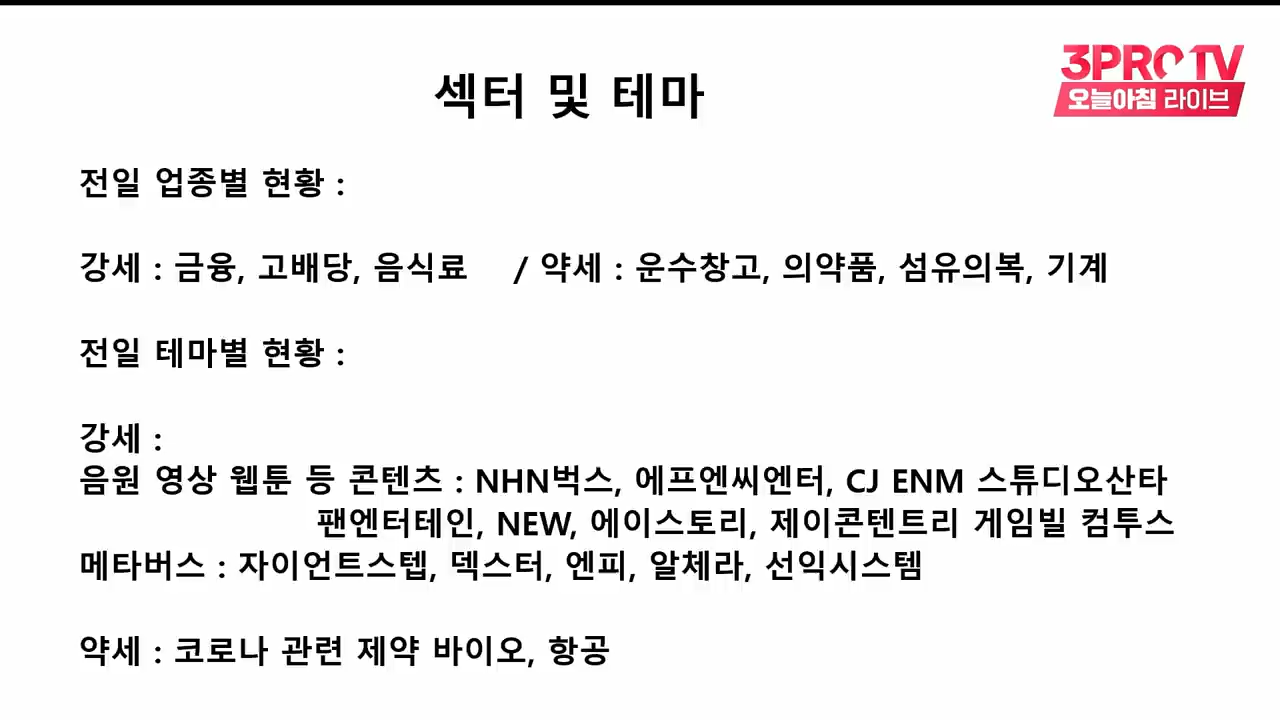 3PRO TV
오늘아침 라이브
섹터 및 테마
전일 업종별 현황 :
강세 : 금융, 고배당, 음식료 / 약세 : 운수창고, 의약품, 섬유의복, 기계
전일 테마별 현황 :
강세 :
음원 영상 웹툰 등 콘텐츠 : NHN벅스, 에프엔씨엔터, CJ ENM 스튜디오산타
팬엔터테인, NEW, 에이스토리, 제이콘텐트리 게임빌 컴투스
메타버스 : 자이언트스텝, 덱스터, 엔피, 알체라, 선익시스템
약세 : 코로나 관련 제약 바이오, 항공